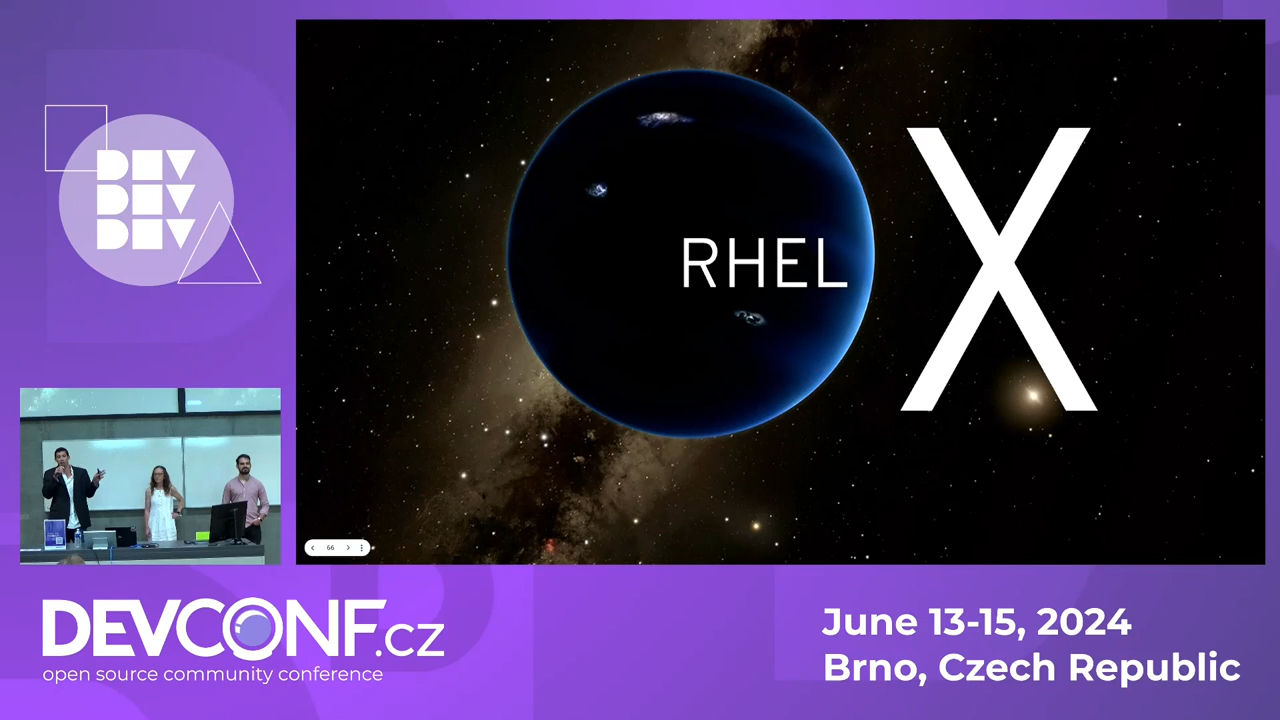 DEV
DEV
DEV
RHEL X
66
DEVCONF.cz
open source community conference
June 13-15, 2024
Brno, Czech Republic